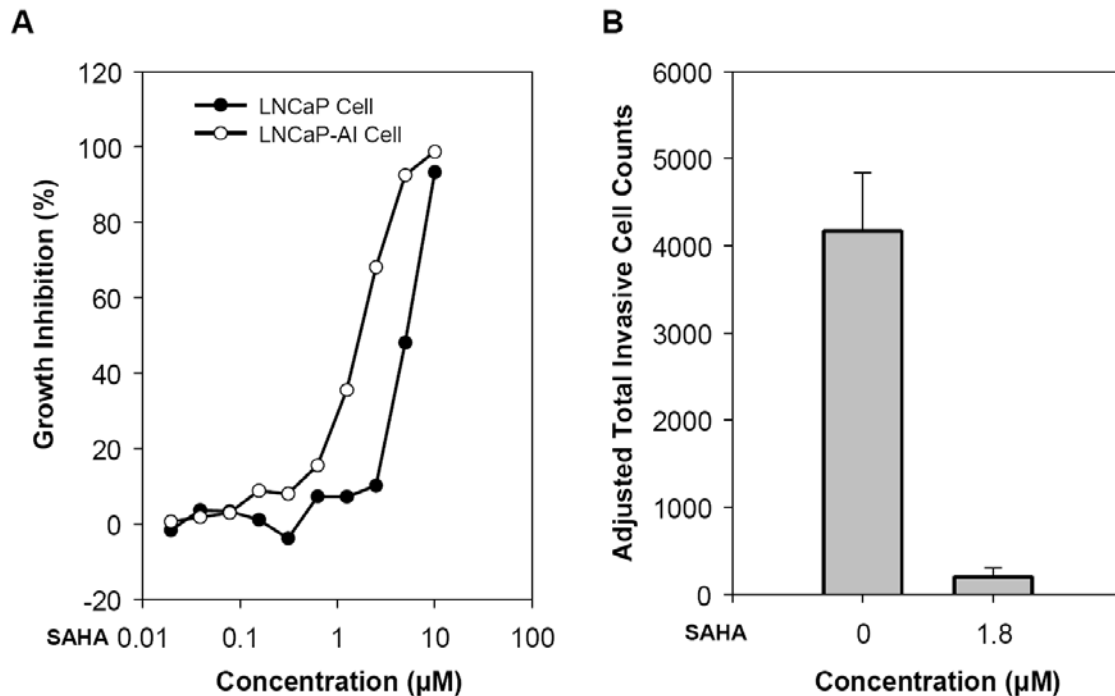 A
Growth Inhibition (%)
120
100
80
60
40
20
0
-20
LNCaP Cell
LNCaP-AI Cell
SAHA 0.01 0.1 1 10 100
Concentration (µM)
B
Adjusted Total Invasive Cell Counts
6000
5000
4000
3000
2000
1000
0
SAHA 0 1.8
Concentration (µM)